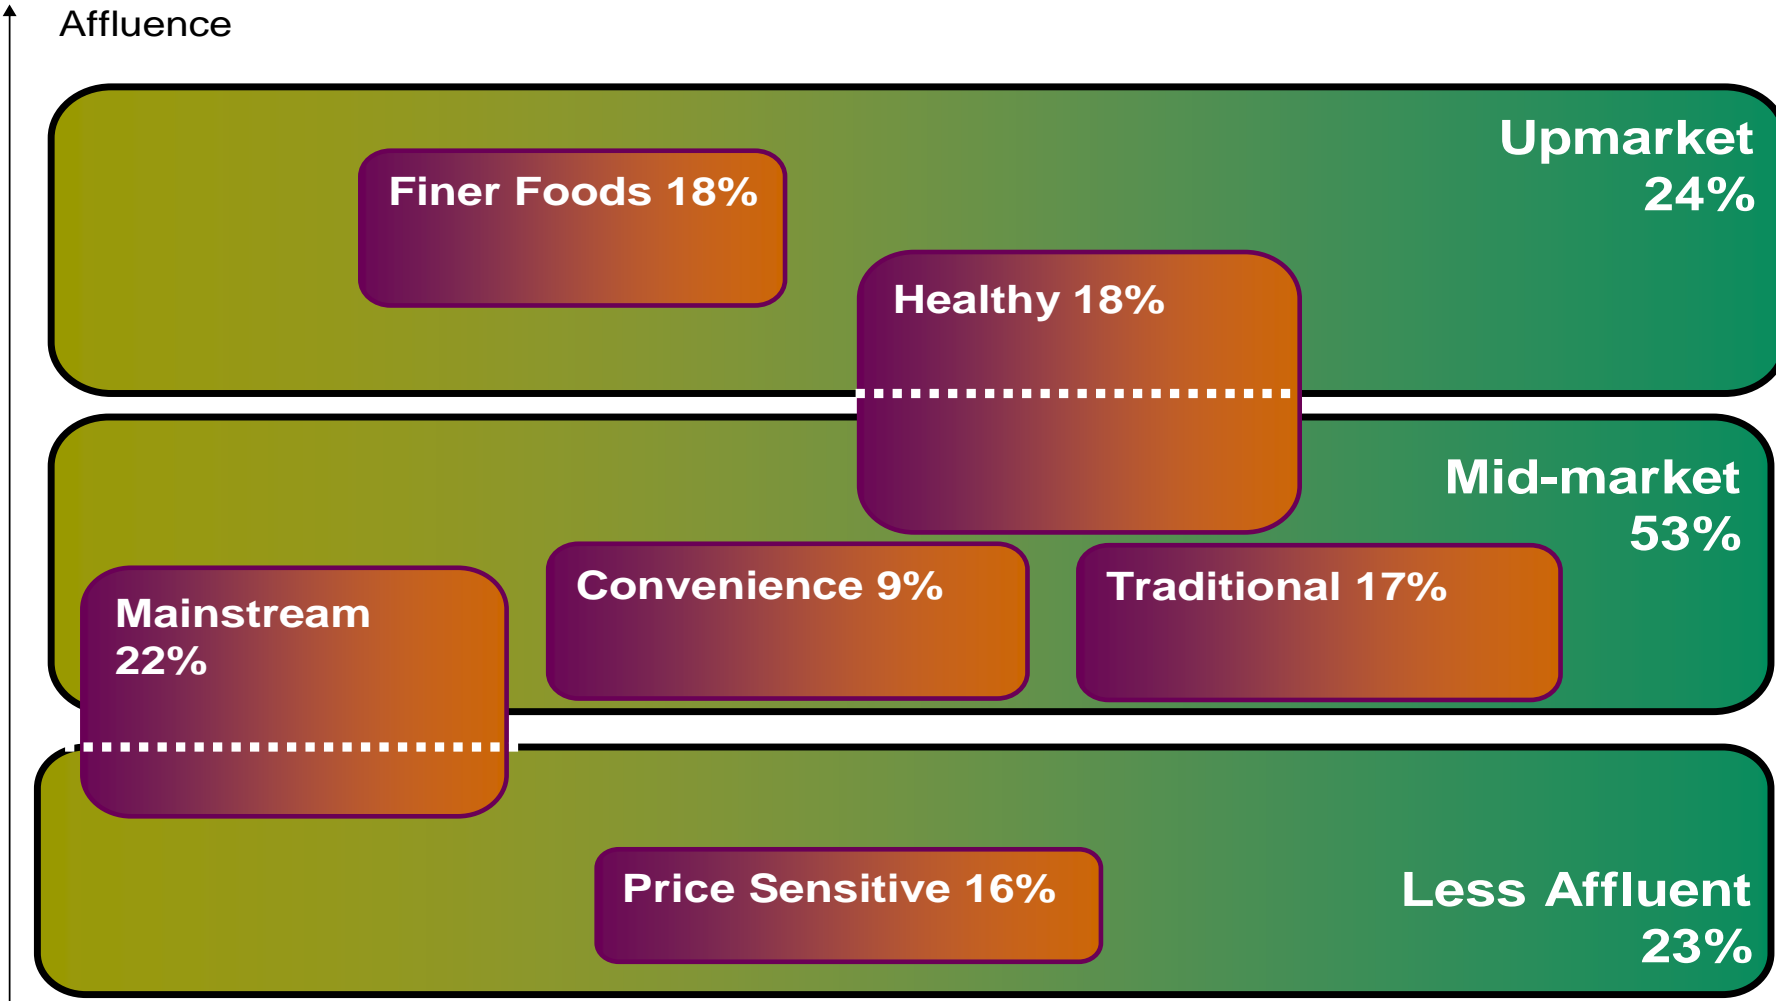 Affluence
Upmarket
24%
Finer Foods 18%
Healthy 18%
Mid-market
53%
Convenience 9%
Traditional 17%
Mainstream
22%
Price Sensitive 16%
Less Affluent
23%